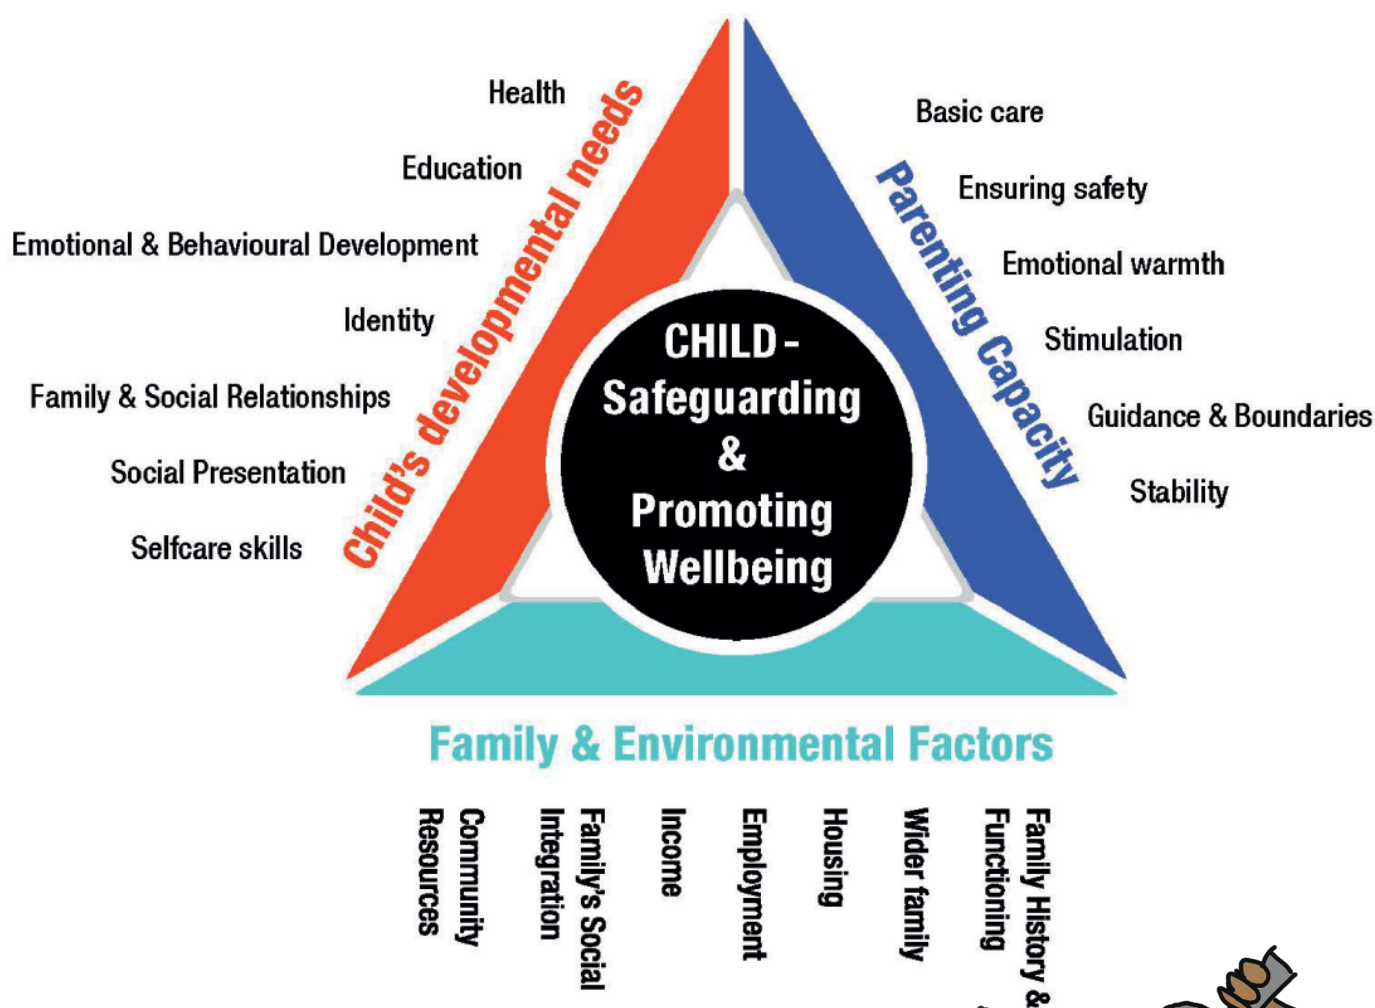 Health
Education
Emotional & Behavioural Development
Identity
Family & Social Relationships
Social Presentation
Selfcare skills
Child's developmental needs
Basic care
Ensuring safety
Emotional warmth
Stimulation
Guidance & Boundaries
Stability
Parenting Capacity
CHILD -
Safeguarding
&
Promoting
Wellbeing
Family & Environmental Factors
Community
Resources
Family's Social
Integration
Income
Employment
Housing
Wider family
Family History &
Functioning